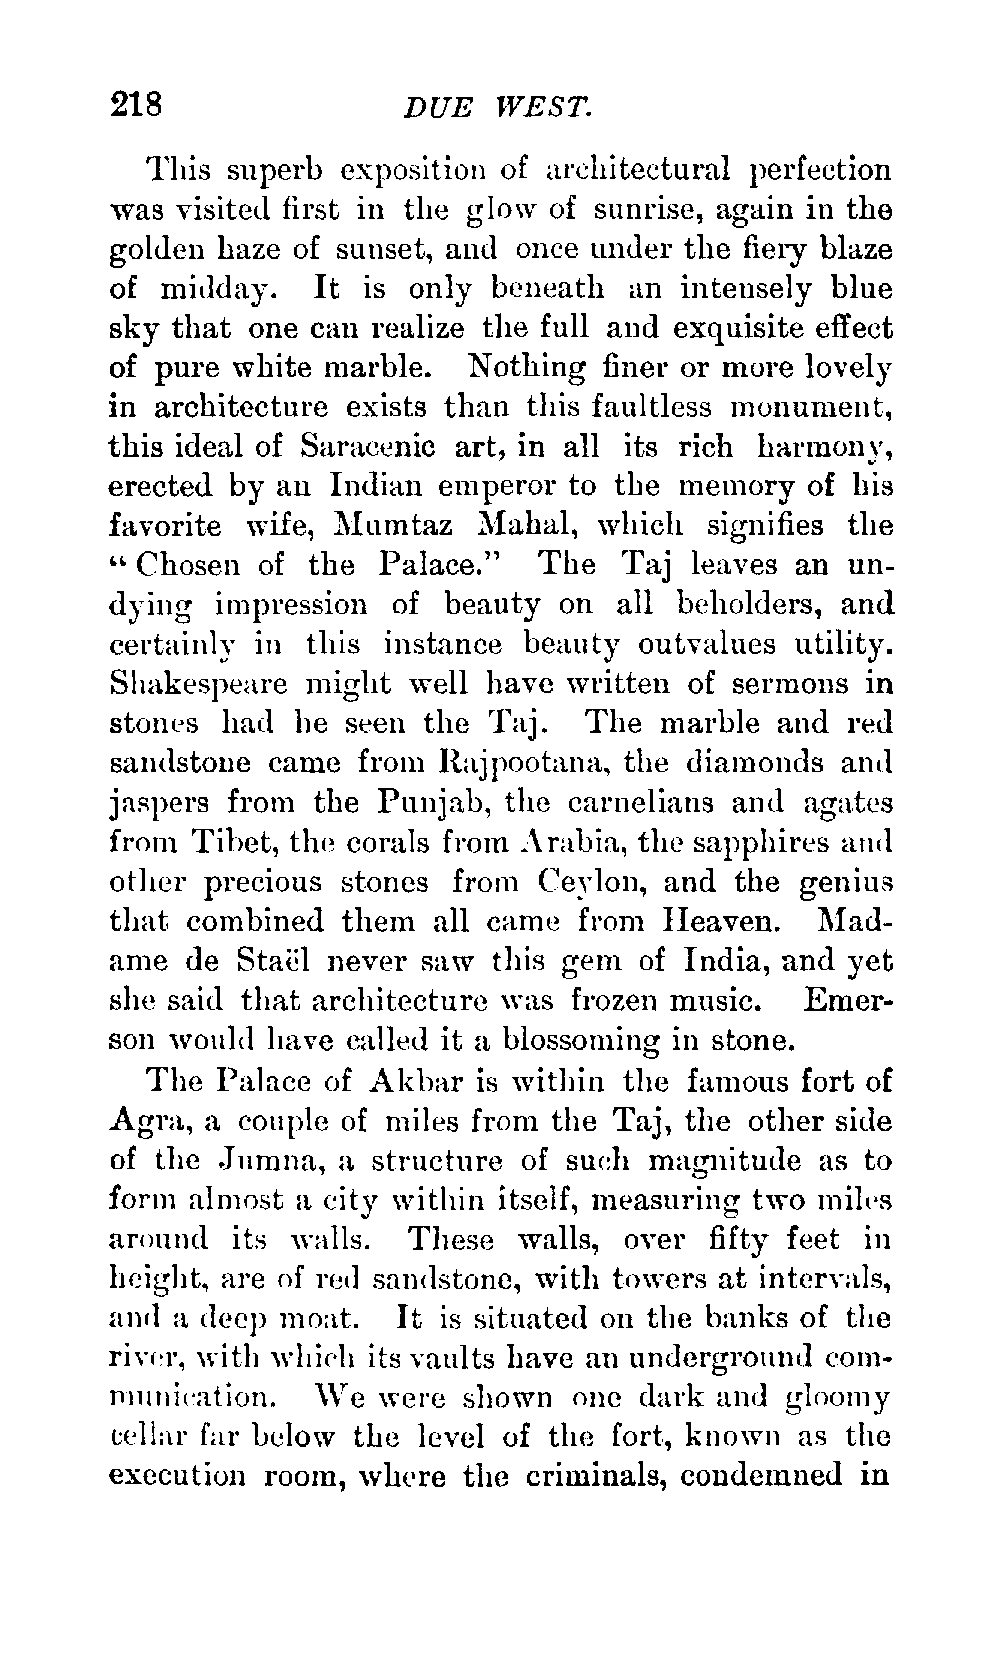 218 DUE WEST.
This superb exposition of architectural perfection
was visited first in the glow of sunrise, again in the
golden haze of sunset, and once under the fiery blaze
of midday. It is only beneath an intensely blue
sky that one can realize the full and exquisite effect
of pure white marble. Nothing finer or more lovely
in architecture exists than this faultless monument,
this ideal of Saracenic art, in all its rich harmony,
erected by an Indian emperor to the memory of his
favorite wife, Mumtaz Mahal, which signifies the
“Chosen of the Palace.” The Taj leaves an un-
dying impression of beauty on all beholders, and
certainly in this instance beauty outvalues utility.
Shakespeare might well have written of sermons in
stones had he seen the Taj. The marble and red
sandstone came from Rajpootana, the diamonds and
jaspers from the Punjab, the carnelians and agates
from Tibet, the corals from Arabia, the sapphires and
other precious stones from Ceylon, and the genius
that combined them all came from Heaven. Mad-
ame de Staël never saw this gem of India, and yet
she said that architecture was frozen music. Emer-
son would have called it a blossoming in stone.
The Palace of Akbar is within the famous fort of
Agra, a couple of miles from the Taj, the other side
of the Jumna, a structure of such magnitude as to
form almost a city within itself, measuring two miles
around its walls. These walls, over fifty feet in
height, are of red sandstone, with towers at intervals,
and a deep moat. It is situated on the banks of the
river, with which its vaults have an underground com-
munication. We were shown one dark and gloomy
cellar far below the level of the fort, known as the
execution room, where the criminals, condemned in